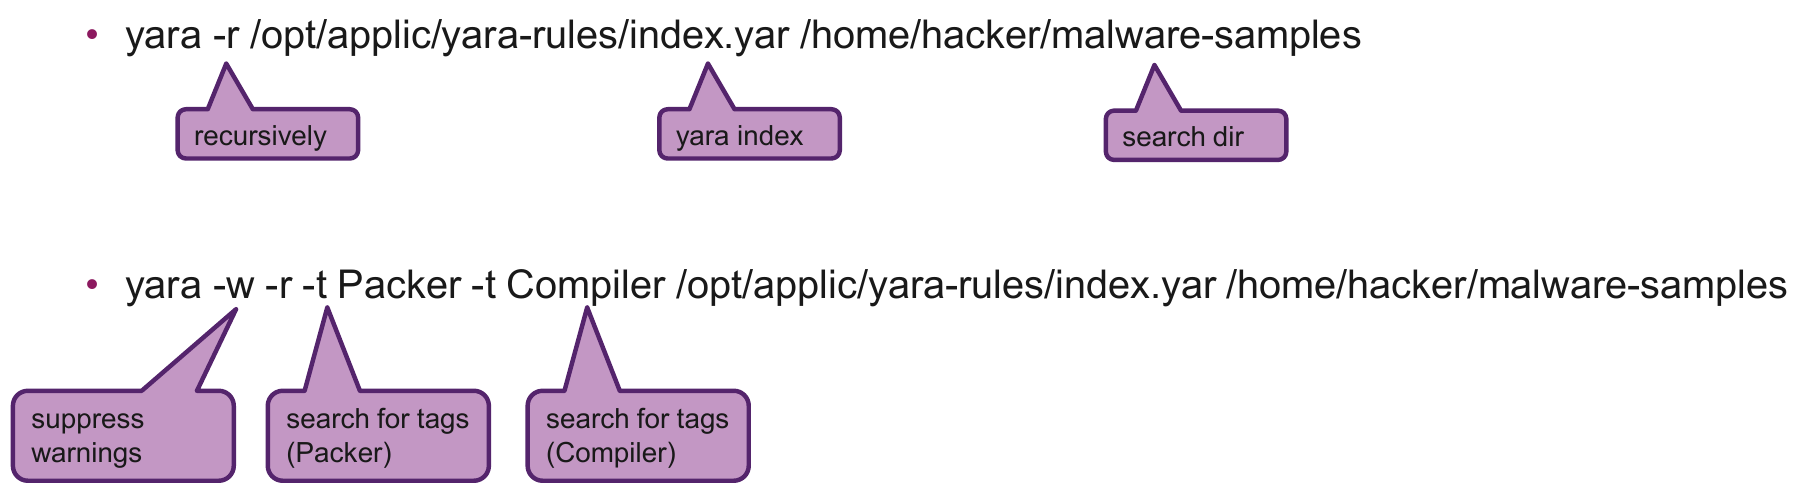 • yara -r /opt/applic/yara-rules/index.yar /home/hacker/malware-samples
recursively
yara index
search dir
• yara -w -r -t Packer -t Compiler /opt/applic/yara-rules/index.yar /home/hacker/malware-samples
suppress
warnings
search for tags
(Packer)
search for tags
(Compiler)